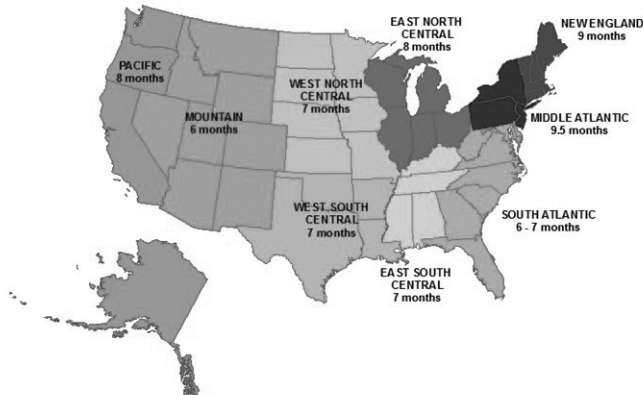 EAST NORTH
CENTRAL
8 months
NEW ENGLAND
9 months
PACIFIC
8 months
WEST NORTH
CENTRAL
7 months
MOUNTAIN
6 months
MIDDLE ATLANTIC
9.5 months
WEST SOUTH
CENTRAL
7 months
SOUTH ATLANTIC
6 - 7 months
EAST SOUTH
CENTRAL
7 months